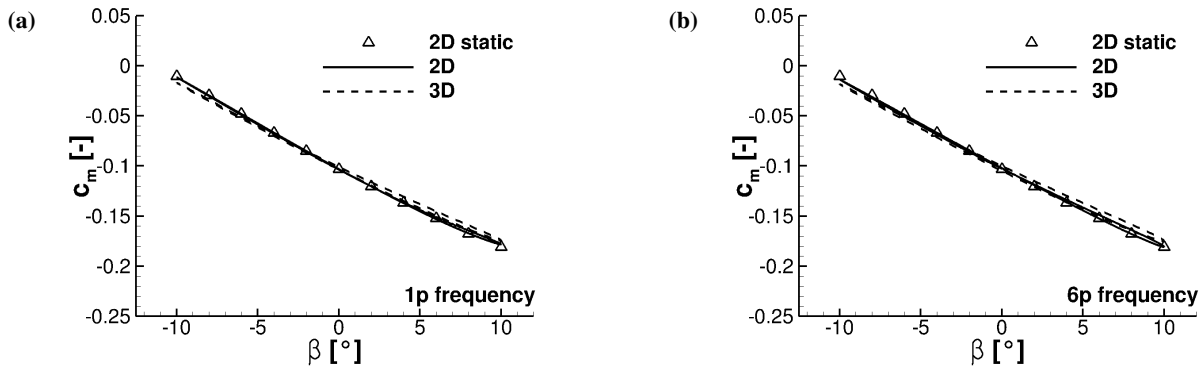 (a)
0.05
0
-0.05
-0.1
-0.15
-0.2
-0.25
c_m [-]
2D static
2D
3D
1p frequency
-10 -5 0 5 10
β [°]
(b)
0.05
0
-0.05
-0.1
-0.15
-0.2
-0.25
c_m [-]
2D static
2D
3D
6p frequency
-10 -5 0 5 10
β [°]